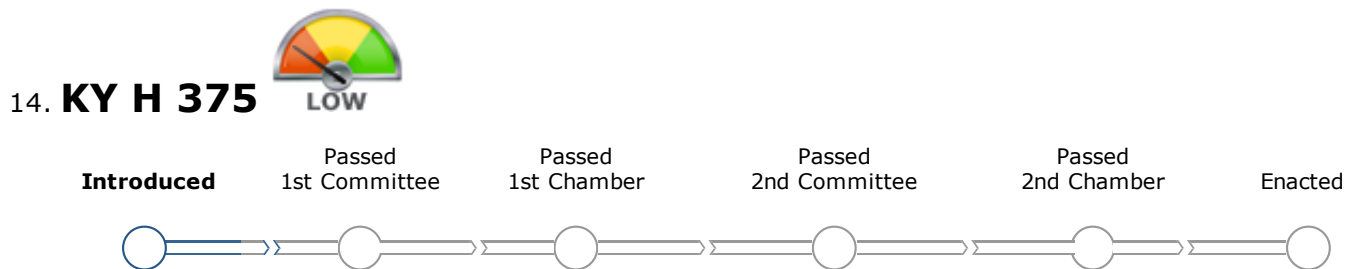 14. KY H 375
LOW
Introduced
Passed
1st Committee
Passed
1st Chamber
Passed
2nd Committee
Passed
2nd Chamber
Enacted